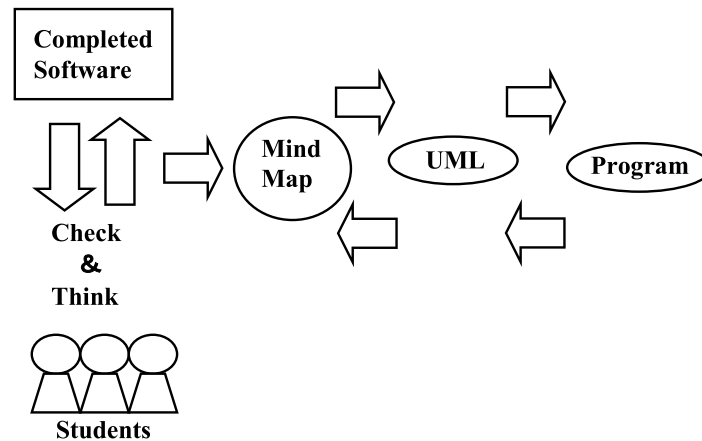 Completed
Software
Mind
Map
UML
Program
Check
&
Think
Students